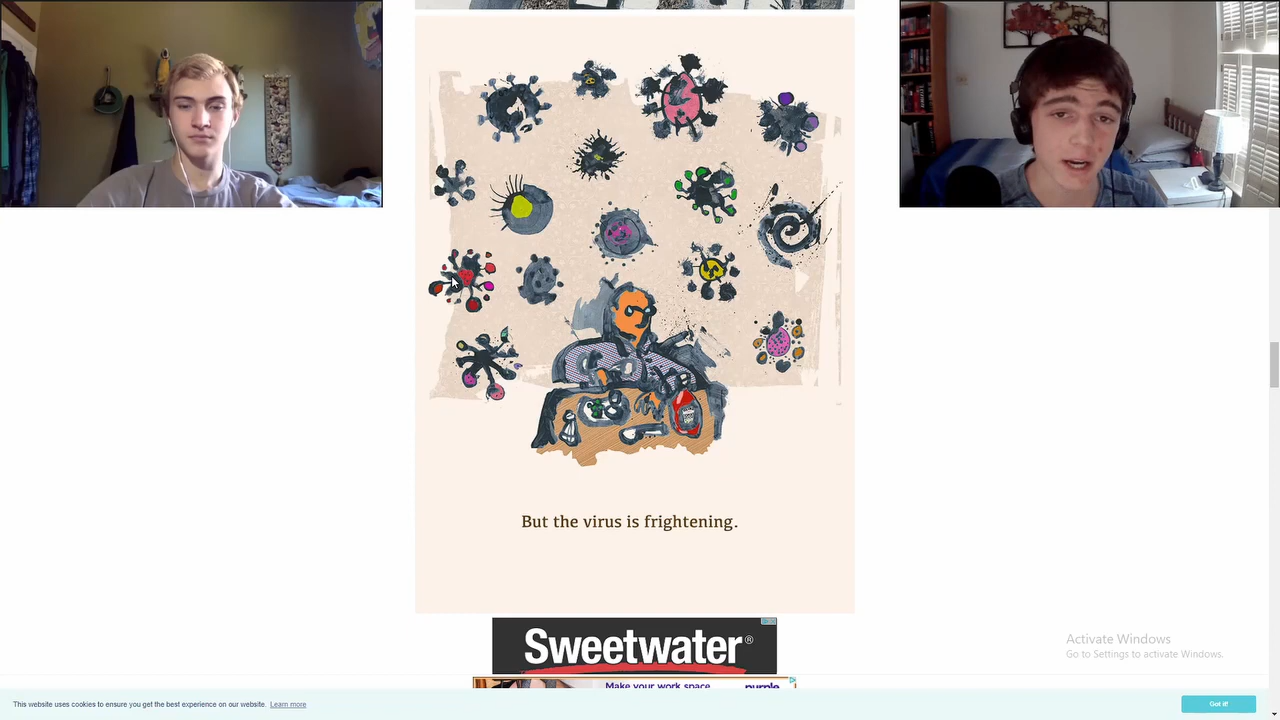 But the virus is frightening.
Sweetwater®
Make your work space
purple
Activate Windows
Go to Settings to activate Windows.
This website uses cookies to ensure you get the best experience on our website. Learn more
Got it!